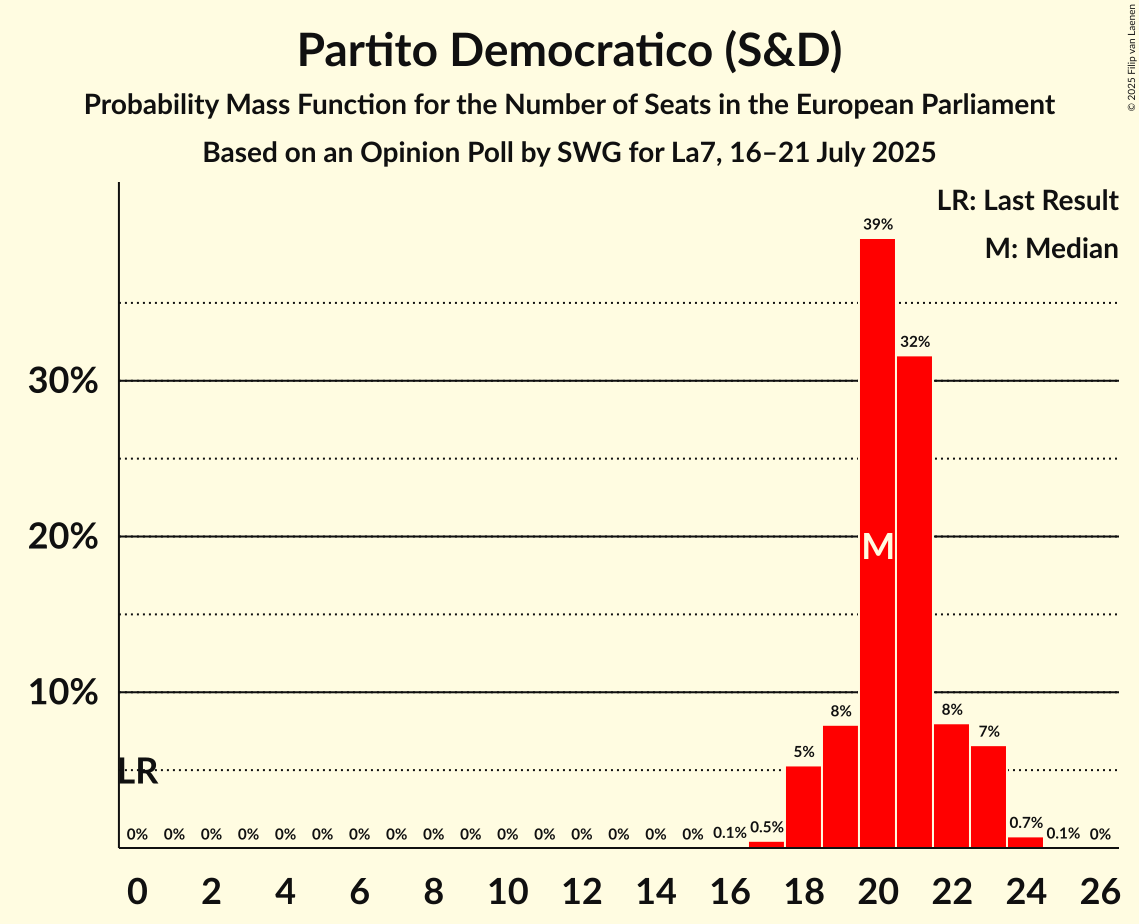 Partito Democratico (S&D)
Probability Mass Function for the Number of Seats in the European Parliament
Based on an Opinion Poll by SWG for La7, 16–21 July 2025
© 2025 Filip van Laenen
LR: Last Result
M: Median
39%
32%
30%
20%
M
10%
8%
8%
7%
5%
LR
0% 0% 0% 0% 0% 0% 0% 0% 0% 0% 0% 0% 0% 0% 0% 0% 0.1% 0.5% 0.7% 0.1% 0%
0 2 4 6 8 10 12 14 16 18 20 22 24 26